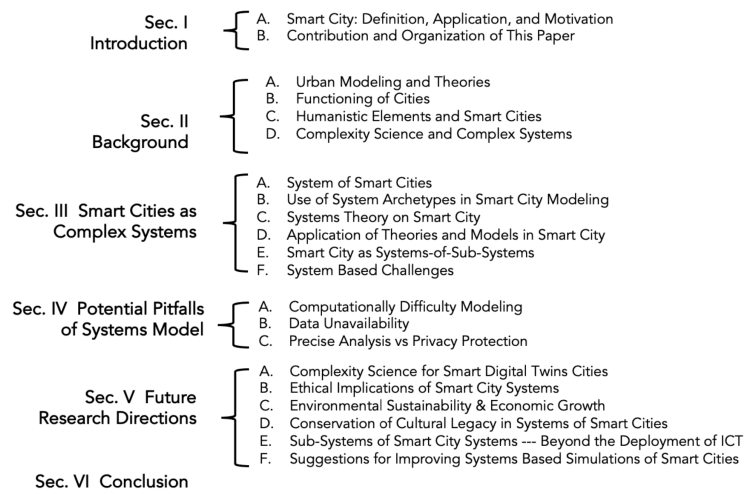 Sec. I
Introduction
A. Smart City: Definition, Application, and Motivation
B. Contribution and Organization of This Paper
Sec. II
Background
A. Urban Modeling and Theories
B. Functioning of Cities
C. Humanistic Elements and Smart Cities
D. Complexity Science and Complex Systems
Sec. III Smart Cities as
Complex Systems
A. System of Smart Cities
B. Use of System Archetypes in Smart City Modeling
C. Systems Theory on Smart City
D. Application of Theories and Models in Smart City
E. Smart City as Systems-of-Sub-Systems
F. System Based Challenges
Sec. IV Potential Pitfalls
of Systems Model
A. Computationally Difficulty Modeling
B. Data Unavailability
C. Precise Analysis vs Privacy Protection
Sec. V Future
Research Directions
A. Complexity Science for Smart Digital Twins Cities
B. Ethical Implications of Smart City Systems
C. Environmental Sustainability & Economic Growth
D. Conservation of Cultural Legacy in Systems of Smart Cities
E. Sub-Systems of Smart City Systems --- Beyond the Deployment of ICT
F. Suggestions for Improving Systems Based Simulations of Smart Cities
Sec. VI Conclusion